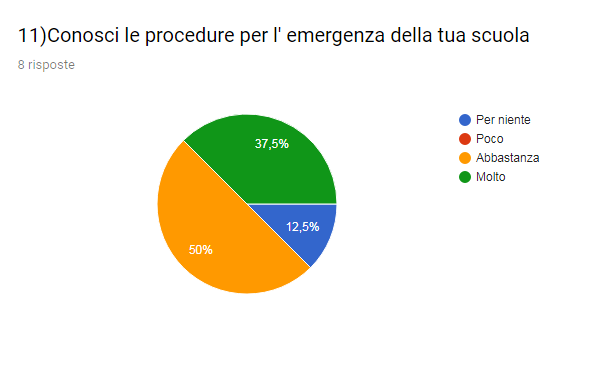 11)Conosci le procedure per l' emergenza della tua scuola
8 risposte
37,5%
12,5%
50%
Per niente
Poco
Abbastanza
Molto